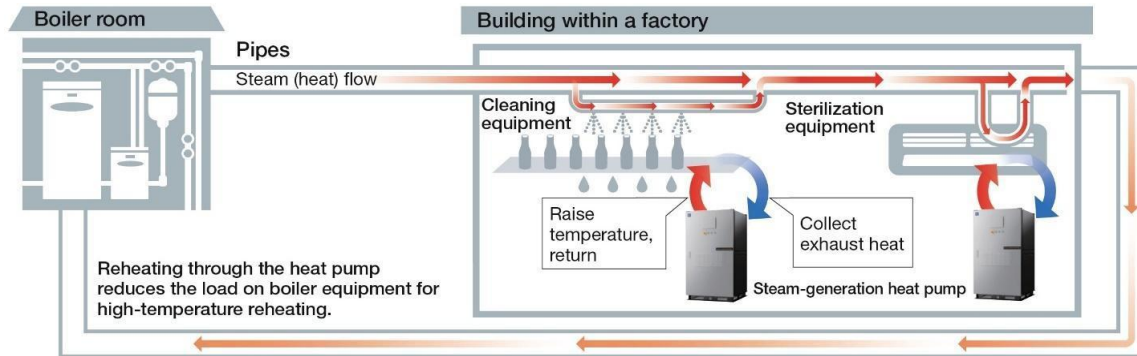 Boiler room
Building within a factory
Pipes
Steam (heat) flow
Cleaning
equipment
Sterilization
equipment
Raise
temperature,
return
Collect
exhaust heat
Steam-generation heat pump
Reheating through the heat pump
reduces the load on boiler equipment for
high-temperature reheating.